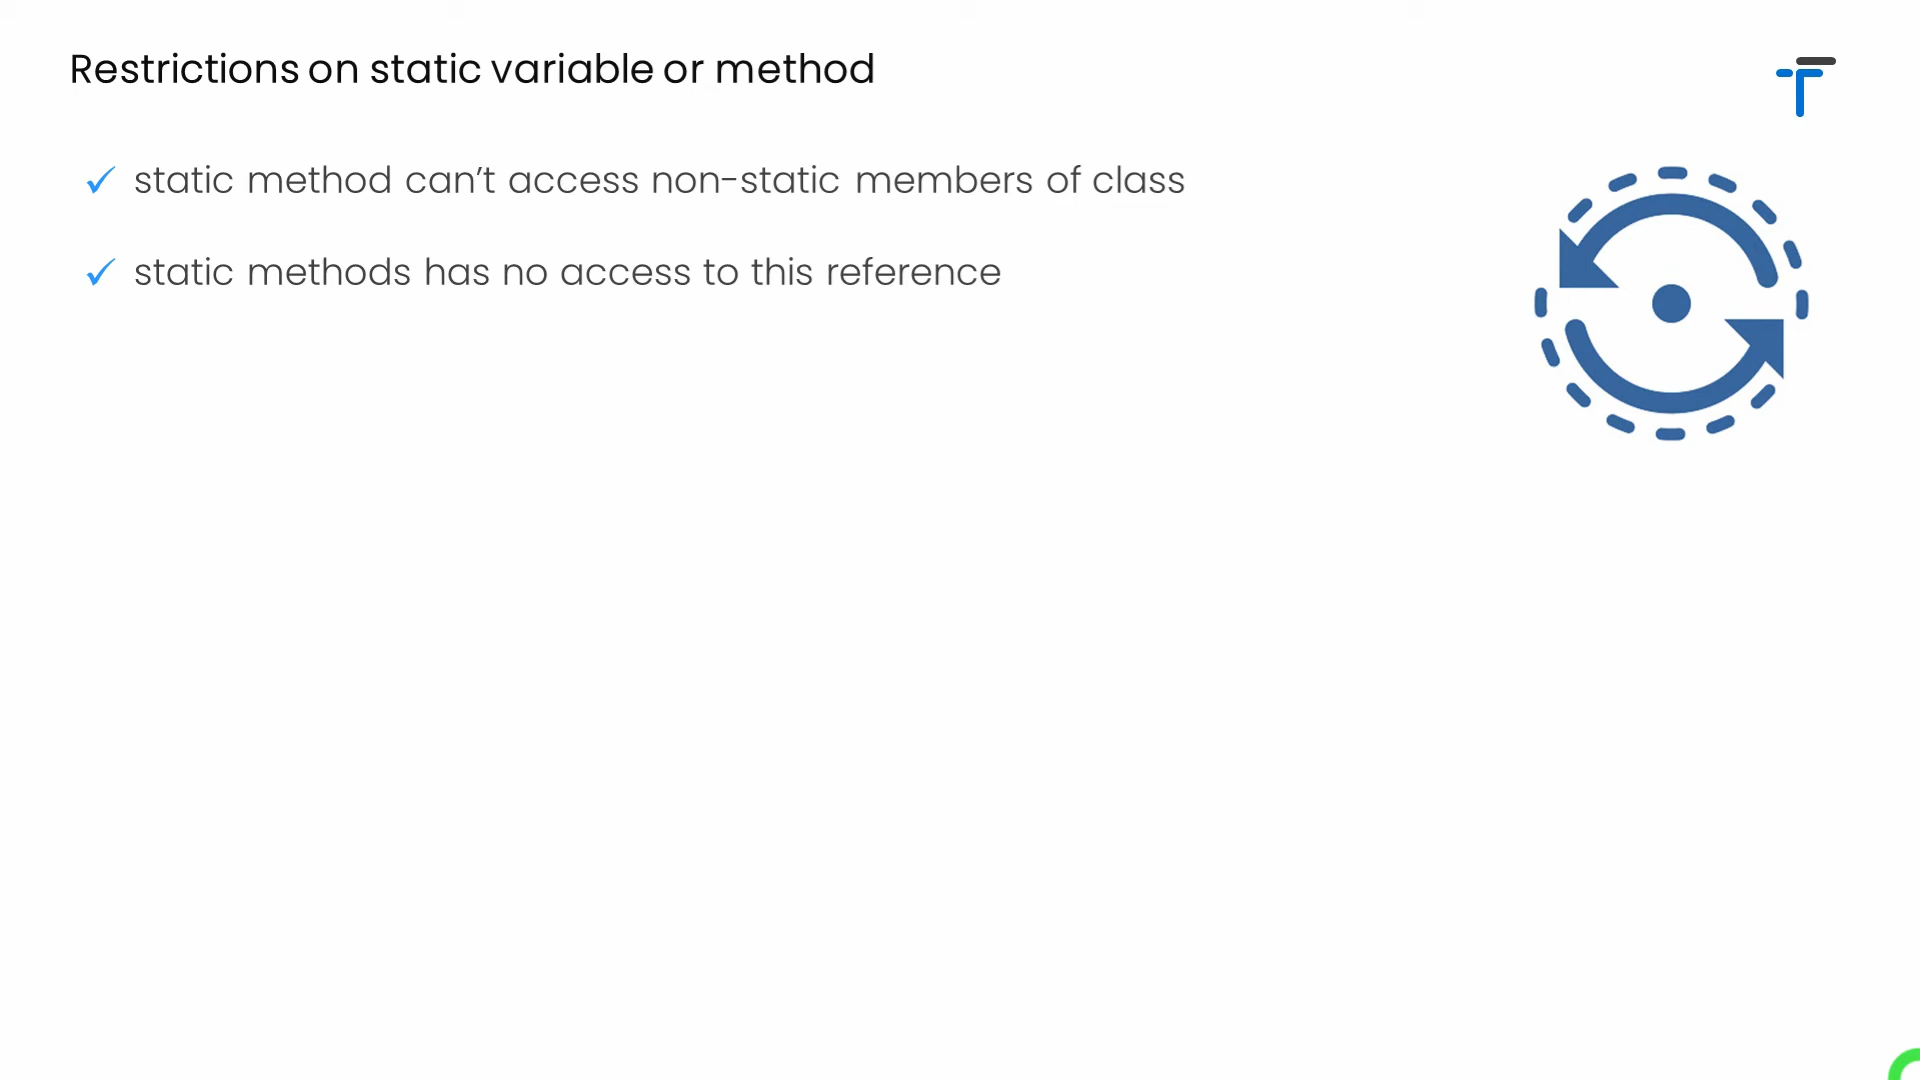 Restrictions on static variable or method
static method can’t access non-static members of class
static methods has no access to this reference